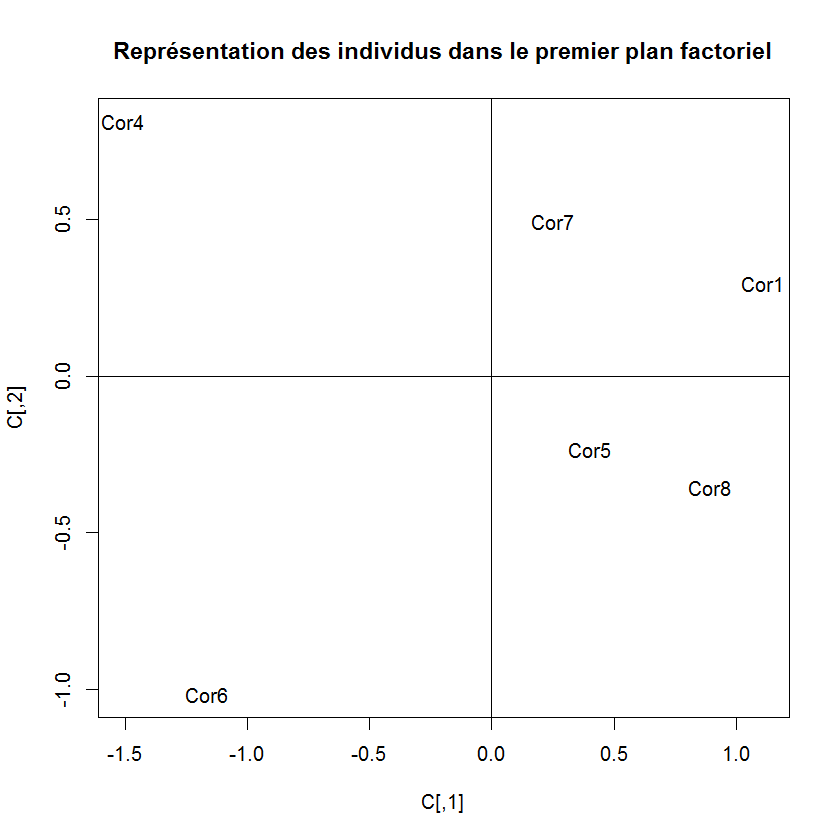 Représentation des individus dans le premier plan factoriel
Cor4
Cor7
Cor1
Cor5
Cor8
Cor6
0.5
0.0
-0.5
-1.0
C[,2]
-1.5 -1.0 -0.5 0.0 0.5 1.0
C[,1]